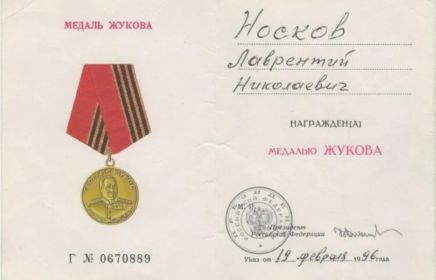 МЕДАЛЬ ЖУКОВА
Г № 0670889
Носков
Лаврентий
Николаевич
НАГРАЖДЕН(А)
МЕДАЛЬЮ ЖУКОВА
М. П.
Президент
Российской Федерации
Указ от 19 февраля 1996 года